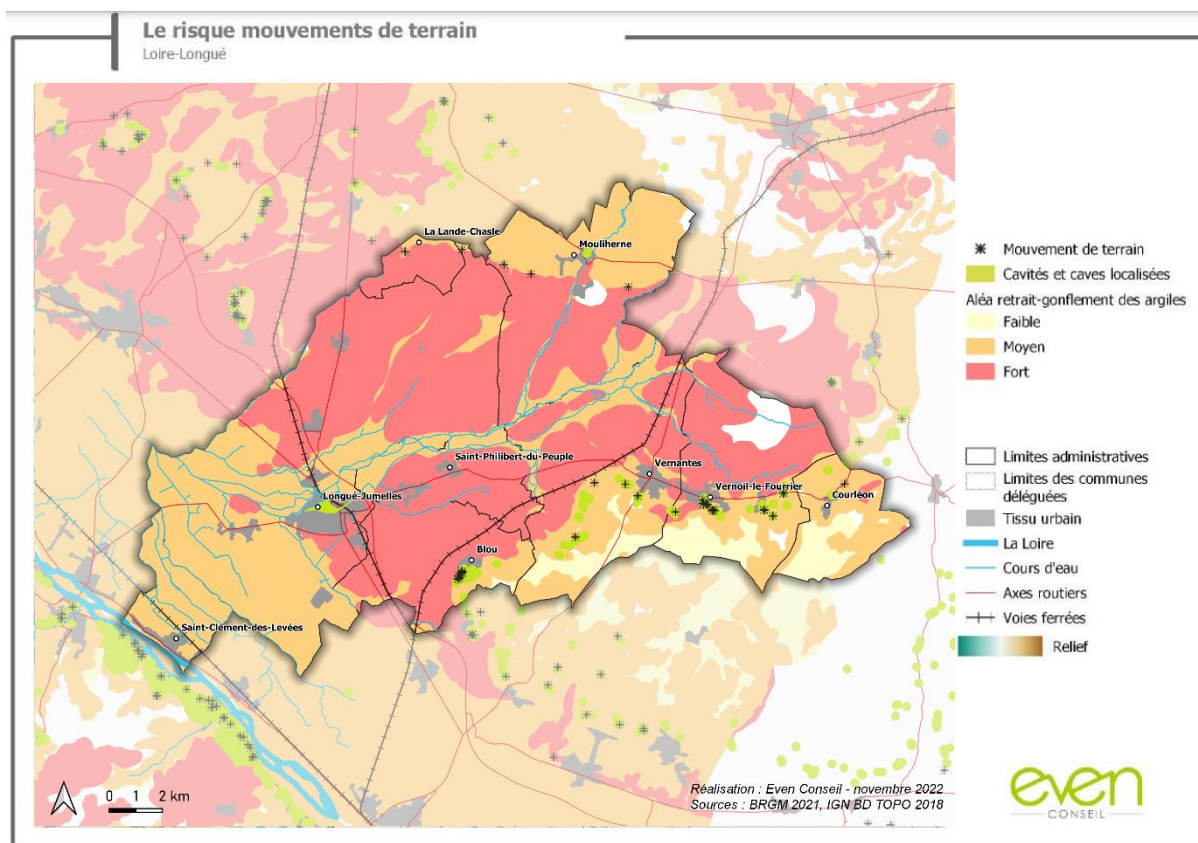 Le risque mouvements de terrain
Loire-Longué
La Lande-Chasle
Mouliherne
Saint-Philibert-du-Peuple
Vernantes
Longué-Jumelles
Vernoil-le-Fourrier
Courléon
Blou
Saint-Clément-des-Levées
0 1 2 km
Réalisation : Even Conseil - novembre 2022
Sources : BRGM 2021, IGN BD TOPO 2018
Mouvement de terrain
Cavités et caves localisées
Aléa retrait-gonflement des argiles
Faible
Moyen
Fort
Limites administratives
Limites des communes
déléguées
Tissu urbain
La Loire
Cours d'eau
Axes routiers
Voies ferrées
Relief
even
CONSEIL